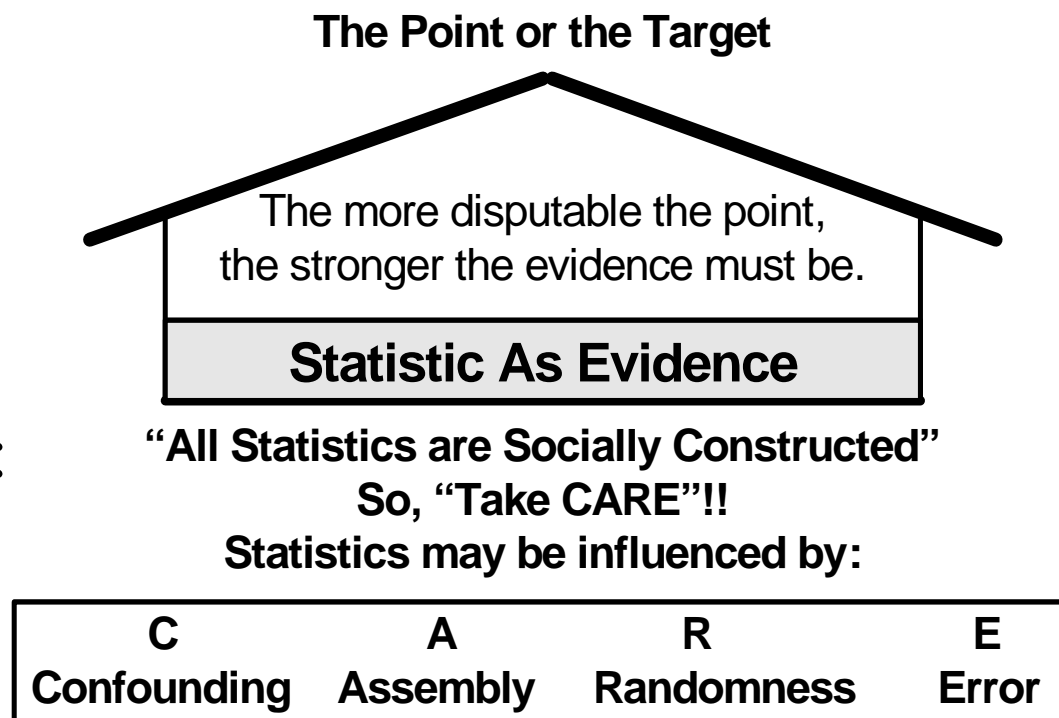 The Point or the Target
The more disputable the point,
the stronger the evidence must be.
Statistic As Evidence
“All Statistics are Socially Constructed”
So, “Take CARE”!!
Statistics may be influenced by:
C A R E
Confounding Assembly Randomness Error